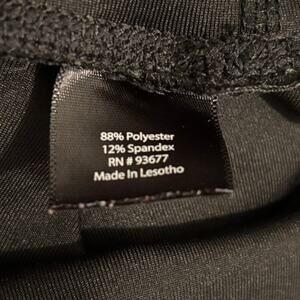 88% Polyester
12% Spandex
RN # 93677
Made In Lesotho